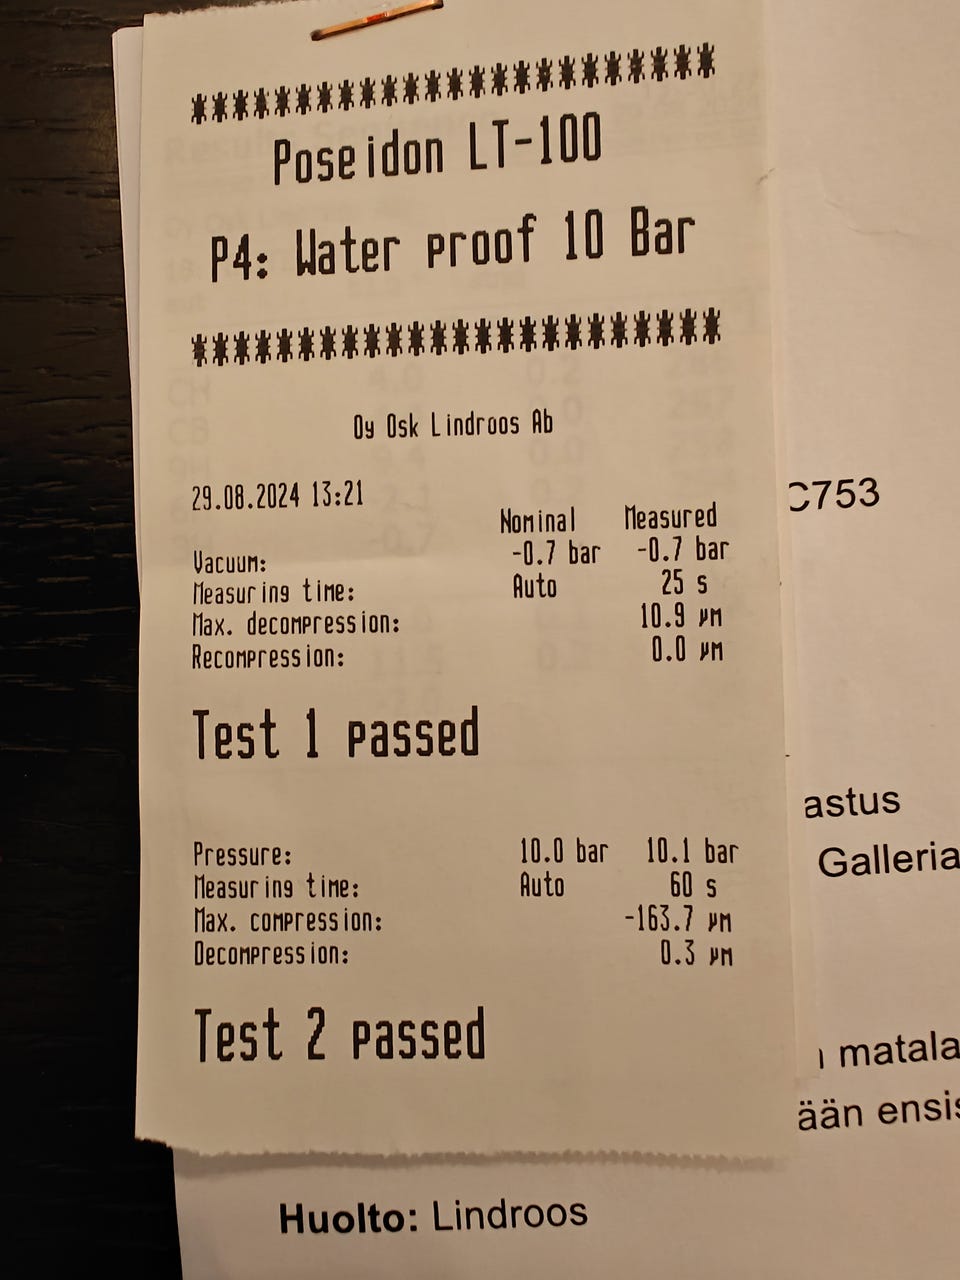 ************************
Poseidon LT-100
P4: Water proof 10 Bar
************************
Oy Osk Lindroos Ab
29.08.2024 13:21
Nominal Measured
Vacuum: -0.7 bar -0.7 bar
Measuring time: Auto 25 s
Max. decompression: 10.9 µm
Recompression: 0.0 µm
Test 1 passed
Pressure: 10.0 bar 10.1 bar
Measuring time: Auto 60 s
Max. compression: -163.7 µm
Decompression: 0.3 µm
Test 2 passed
C753
astus
Galleria
matala
ään ensis
Huolto: Lindroos